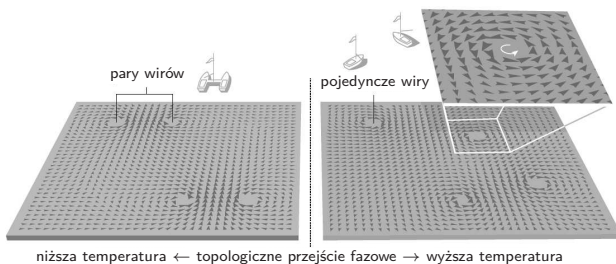 pary wirów
pojedyncze wiry
niższa temperatura ← topologiczne przejście fazowe → wyższa temperatura